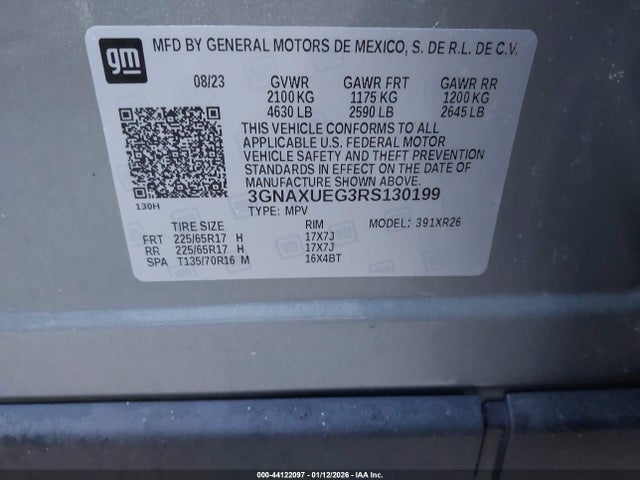 gm
MFD BY GENERAL MOTORS DE MEXICO, S. DE R.L. DE C.V.
08/23 GVWR GAWR FRT GAWR RR
2100 KG 1175 KG 1200 KG
4630 LB 2590 LB 2645 LB
THIS VEHICLE CONFORMS TO ALL
APPLICABLE U.S. FEDERAL MOTOR
VEHICLE SAFETY AND THEFT PREVENTION
STANDARDS IN EFFECT ON THE DATE OF
MANUFACTURE SHOWN ABOVE.
3GNAXUEG3RS130199
130H
TYPE: MPV
TIRE SIZE RIM MODEL: 391XR26
FRT 225/65R17 H 17X7J
RR 225/65R17 H 17X7J
SPA T135/70R16 M 16X4BT
000-44122097 - 01/12/2026 - IAA Inc.